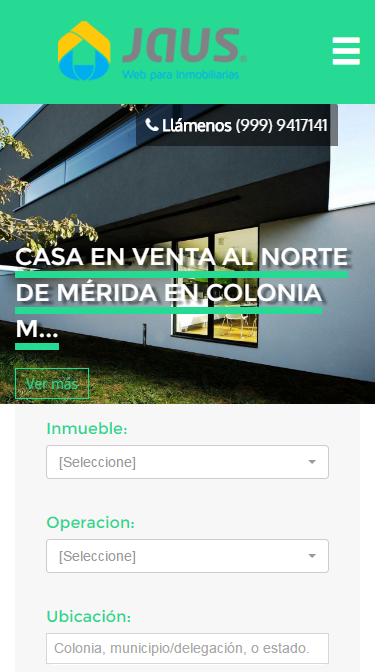 Jaus®
Web para Inmobiliarias
Llámenos (999) 9417141
CASA EN VENTA AL NORTE
DE MÉRIDA EN COLONIA
M...
Ver más
Inmueble:
[Seleccione]
Operacion:
[Seleccione]
Ubicación:
Colonia, municipio/delegación, o estado.